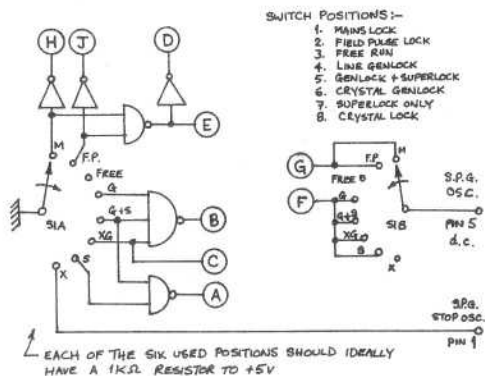 H
J
D
E
M
F.P.
FREE
G
G+S
XG
S
X
S1A
B
C
A
SWITCH POSITIONS:-
1. MAINS LOCK
2. FIELD PULSE LOCK
3. FREE RUN
4. LINE GENLOCK
5 GENLOCK + SUPERLOCK
6. CRYSTAL GENLOCK
7 SUPERLOCK ONLY
8. CRYSTAL LOCK
G
F.P.
M
FREE
F
G
G+S
XG
X
S1B
S.P.G.
OSC.
PIN 5
d.c.
S.P.G.
STOP OSC.
PIN 1
EACH OF THE SIX USED POSITIONS SHOULD IDEALLY
HAVE A 1KΩ RESISTOR TO +5V